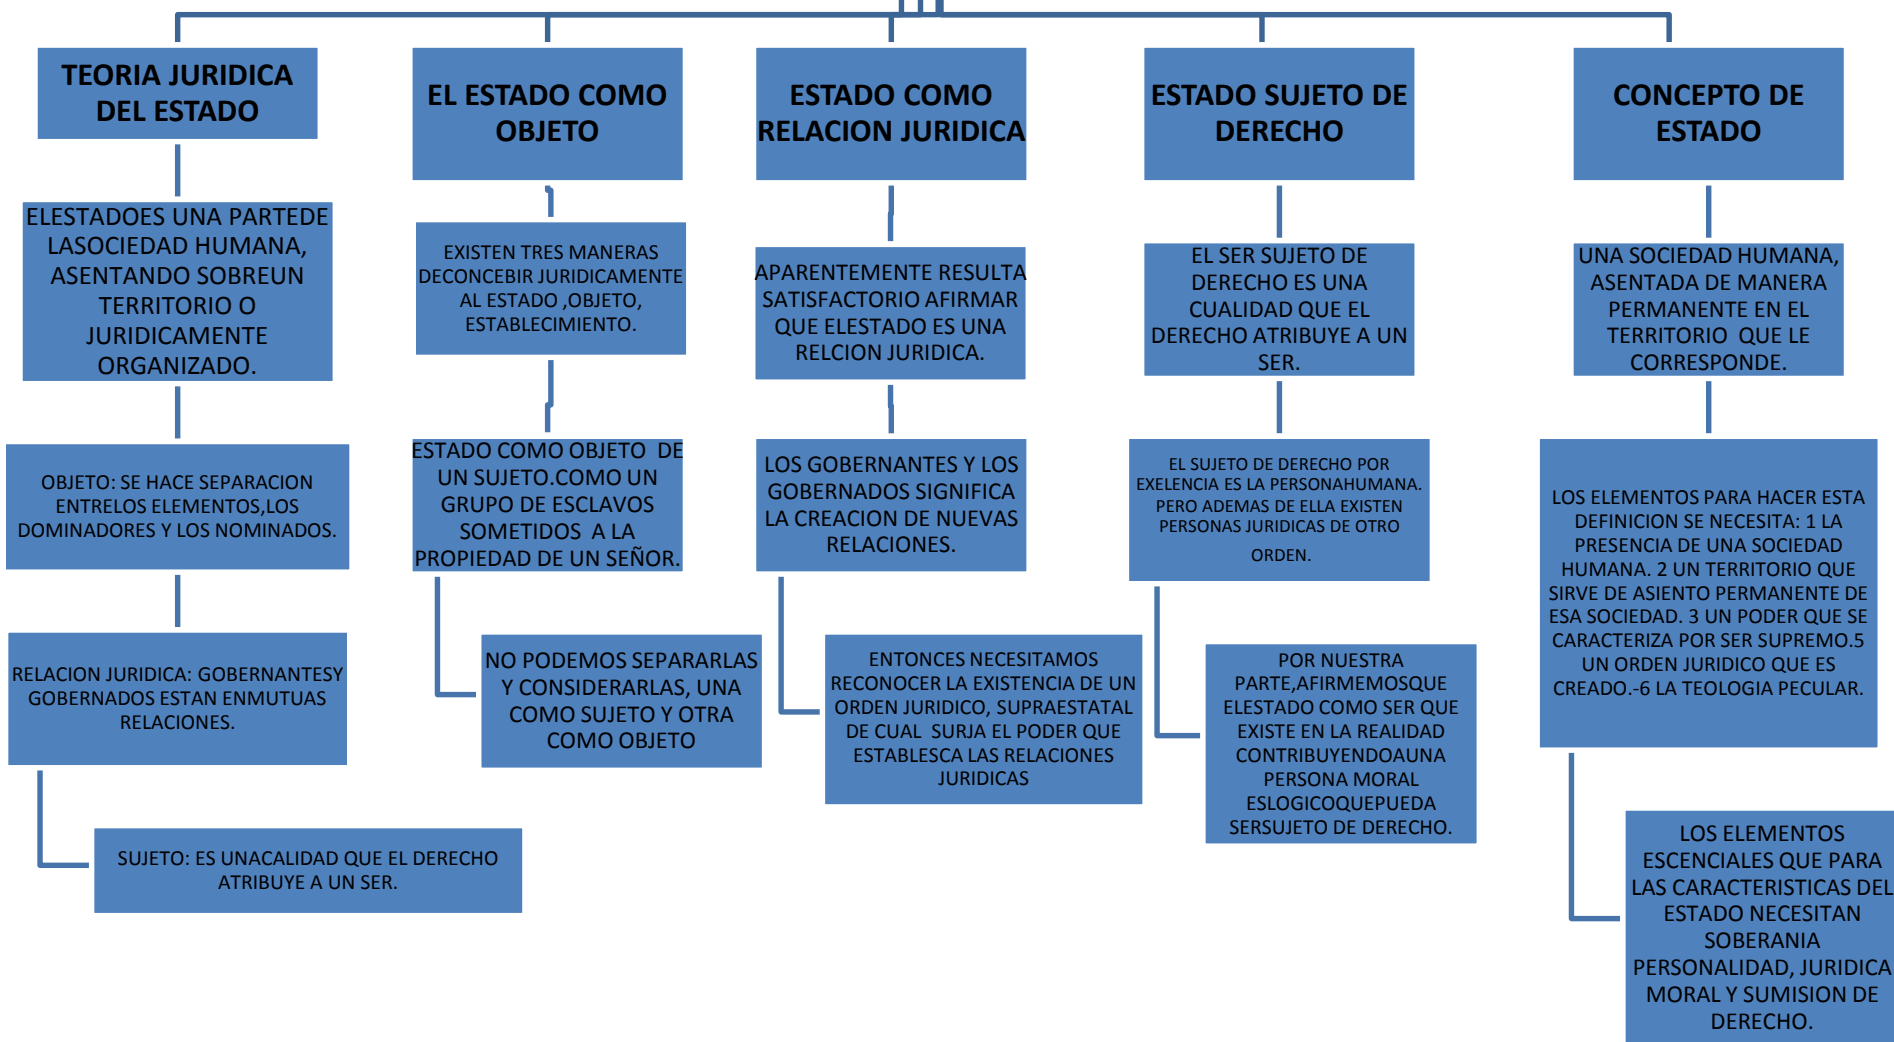 TEORIA JURIDICA
DEL ESTADO
ELESTADOES UNA PARTEDE
LASOCIEDAD HUMANA,
ASENTANDO SOBREUN
TERRITORIO O
JURIDICAMENTE
ORGANIZADO.
OBJETO: SE HACE SEPARACION
ENTRELOS ELEMENTOS,LOS
DOMINADORES Y LOS NOMINADOS.
RELACION JURIDICA: GOBERNANTESY
GOBERNADOS ESTAN ENMUTUAS
RELACIONES.
SUJETO: ES UNACALIDAD QUE EL DERECHO
ATRIBUYE A UN SER.
EL ESTADO COMO
OBJETO
EXISTEN TRES MANERAS
DECONCEBIR JURIDICAMENTE
AL ESTADO ,OBJETO,
ESTABLECIMIENTO.
ESTADO COMO OBJETO DE
UN SUJETO.COMO UN
GRUPO DE ESCLAVOS
SOMETIDOS A LA
PROPIEDAD DE UN SEÑOR.
NO PODEMOS SEPARARLAS
Y CONSIDERARLAS, UNA
COMO SUJETO Y OTRA
COMO OBJETO
ESTADO COMO
RELACION JURIDICA
APARENTEMENTE RESULTA
SATISFACTORIO AFIRMAR
QUE ELESTADO ES UNA
RELCION JURIDICA.
LOS GOBERNANTES Y LOS
GOBERNADOS SIGNIFICA
LA CREACION DE NUEVAS
RELACIONES.
ENTONCES NECESITAMOS
RECONOCER LA EXISTENCIA DE UN
ORDEN JURIDICO, SUPRAESTATAL
DE CUAL SURJA EL PODER QUE
ESTABLESCA LAS RELACIONES
JURIDICAS
ESTADO SUJETO DE
DERECHO
EL SER SUJETO DE
DERECHO ES UNA
CUALIDAD QUE EL
DERECHO ATRIBUYE A UN
SER.
EL SUJETO DE DERECHO POR
EXELENCIA ES LA PERSONAHUMANA.
PERO ADEMAS DE ELLA EXISTEN
PERSONAS JURIDICAS DE OTRO
ORDEN.
POR NUESTRA
PARTE,AFIRMEMOSQUE
ELESTADO COMO SER QUE
EXISTE EN LA REALIDAD
CONTRIBUYENDOAUNA
PERSONA MORAL
ESLOGICOQUEPUEDA
SERSUJETO DE DERECHO.
CONCEPTO DE
ESTADO
UNA SOCIEDAD HUMANA,
ASENTADA DE MANERA
PERMANENTE EN EL
TERRITORIO QUE LE
CORRESPONDE.
LOS ELEMENTOS PARA HACER ESTA
DEFINICION SE NECESITA: 1 LA
PRESENCIA DE UNA SOCIEDAD
HUMANA. 2 UN TERRITORIO QUE
SIRVE DE ASIENTO PERMANENTE DE
ESA SOCIEDAD. 3 UN PODER QUE SE
CARACTERIZA POR SER SUPREMO.5
UN ORDEN JURIDICO QUE ES
CREADO.-6 LA TEOLOGIA PECULAR.
LOS ELEMENTOS
ESCENCIALES QUE PARA
LAS CARACTERISTICAS DEL
ESTADO NECESITAN
SOBERANIA
PERSONALIDAD, JURIDICA
MORAL Y SUMISION DE
DERECHO.